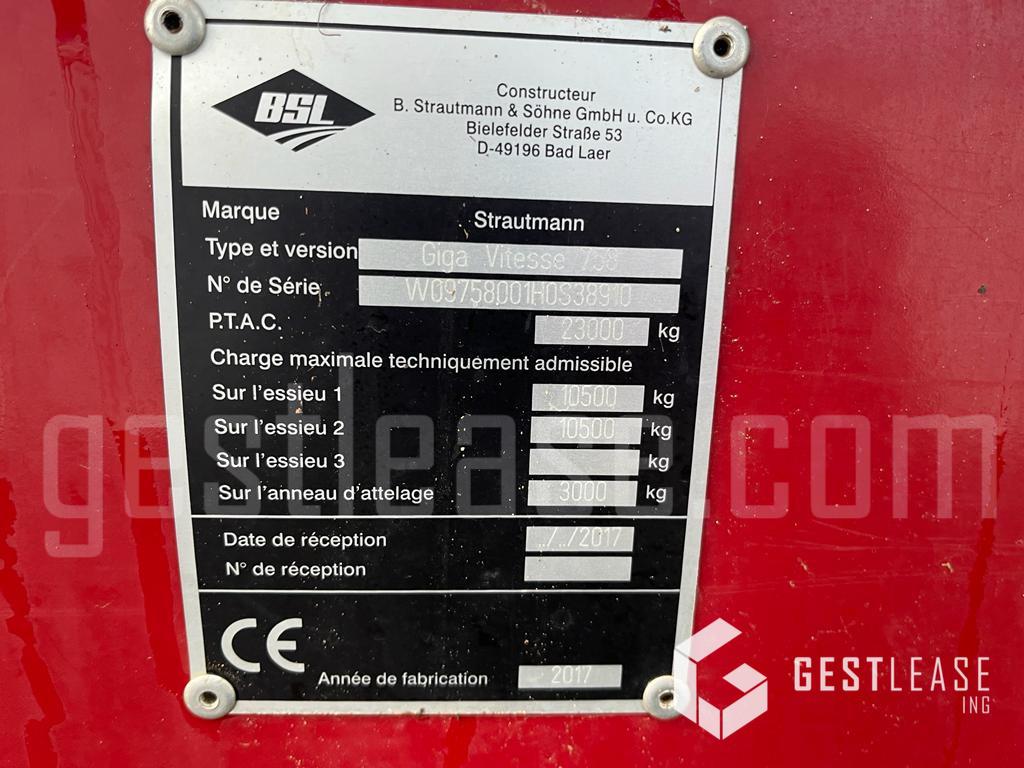 BSL
Constructeur
B. Strautmann & Söhne GmbH u. Co.KG
Bielefelder Straße 53
D-49196 Bad Laer
Marque Strautmann
Type et version Giga Vitesse 758
N° de Série W09758001H0S38910
P.T.A.C. 23000 kg
Charge maximale techniquement admissible
Sur l'essieu 1 10500 kg
Sur l'essieu 2 10500 kg
Sur l'essieu 3 kg
Sur l'anneau d'attelage 3000 kg
gestlease.com
Date de réception ../../2017
N° de réception
CE
Année de fabrication 2017
GESTLEASE
ING